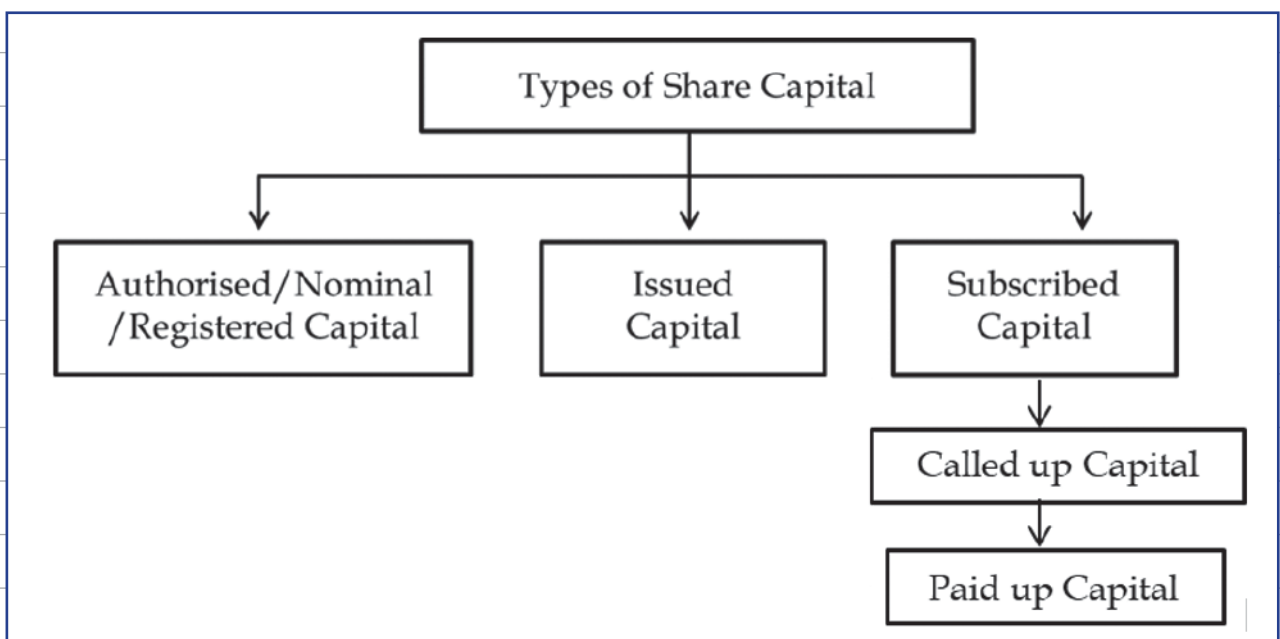 Types of Share Capital
Authorised/Nominal
/Registered Capital
Issued
Capital
Subscribed
Capital
Called up Capital
Paid up Capital